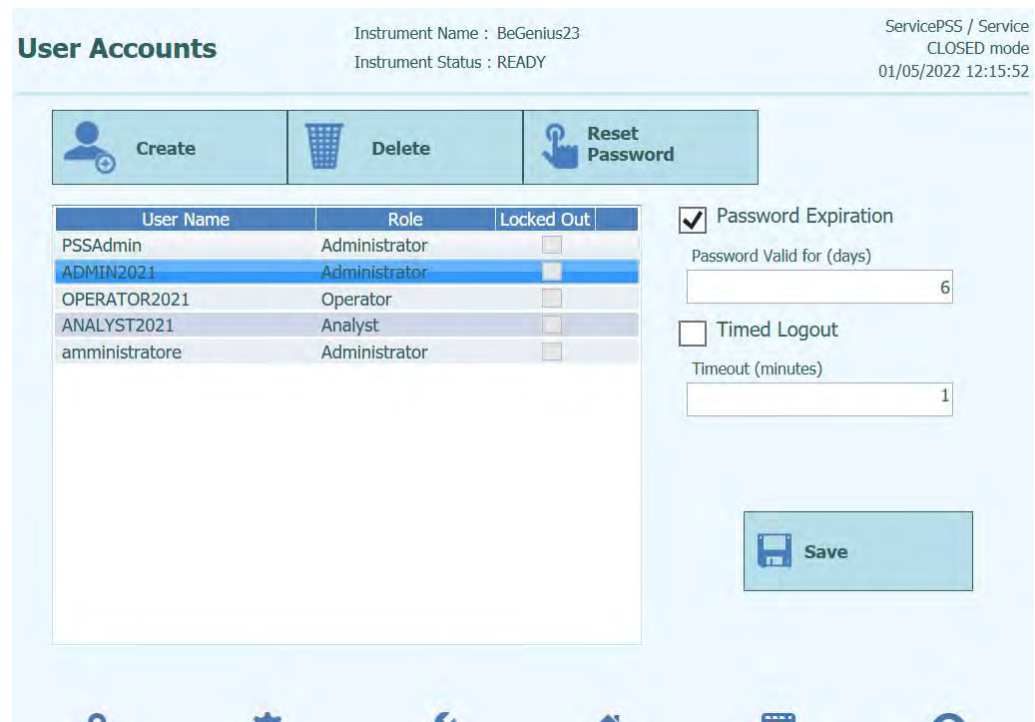 User Accounts
Instrument Name : BeGenius23
Instrument Status : READY
ServicePSS / Service
CLOSED mode
01/05/2022 12:15:52
Create
Delete
Reset
Password
User Name Role Locked Out
PSSAdmin Administrator
ADMIN2021 Administrator
OPERATOR2021 Operator
ANALYST2021 Analyst
amministratore Administrator
Password Expiration
Password Valid for (days)
6
Timed Logout
Timeout (minutes)
1
Save